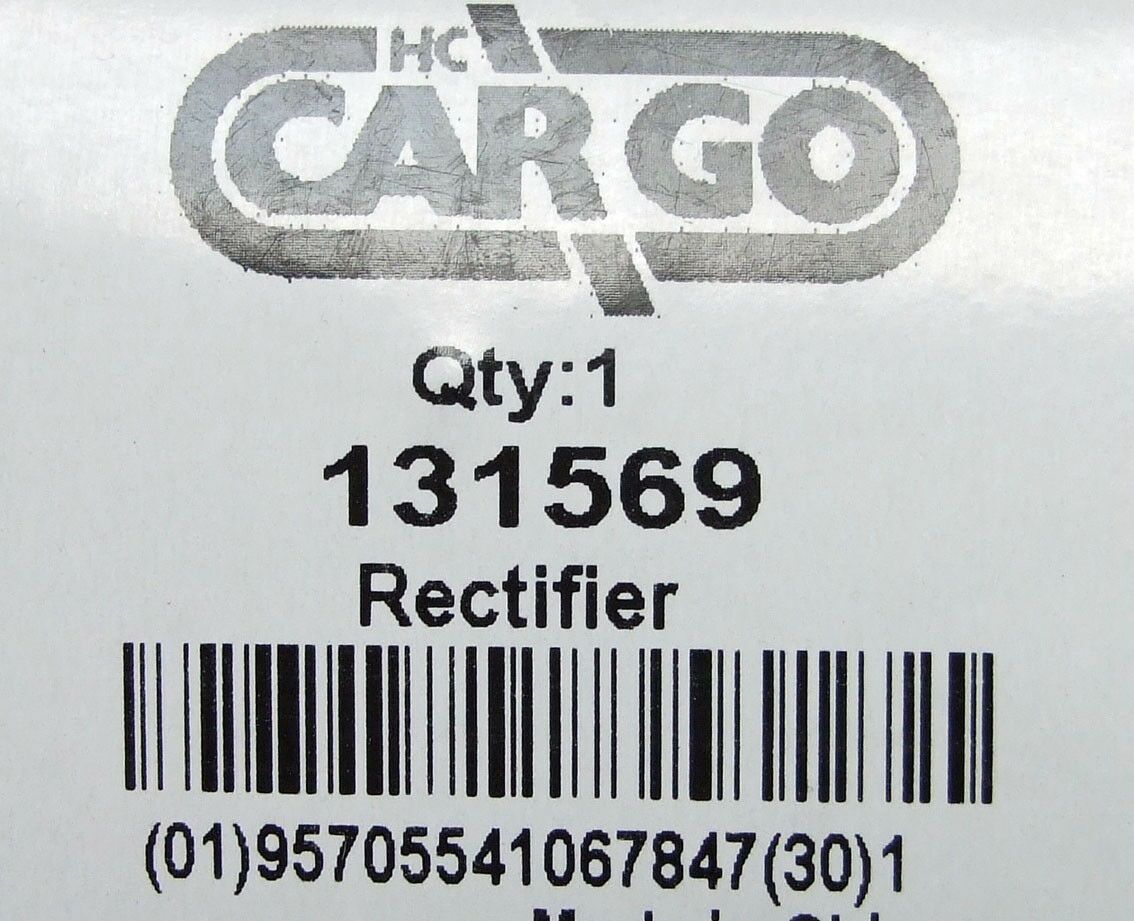 HC
CARGO
Qty:1
131569
Rectifier
(01)95705541067847(30)1